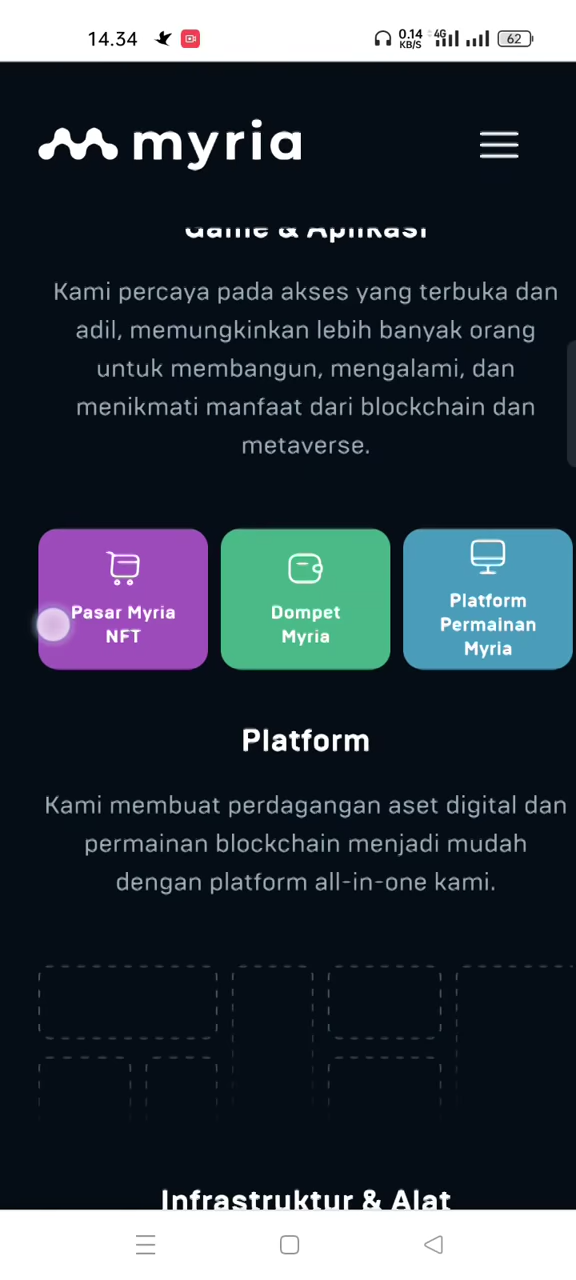 14.34
0.14
KB/S
4G
62
myria
Game & Aplikasi
Kami percaya pada akses yang terbuka dan
adil, memungkinkan lebih banyak orang
untuk membangun, mengalami, dan
menikmati manfaat dari blockchain dan
metaverse.
Pasar Myria
NFT
Dompet
Myria
Platform
Permainan
Myria
Platform
Kami membuat perdagangan aset digital dan
permainan blockchain menjadi mudah
dengan platform all-in-one kami.
Infrastruktur & Alat